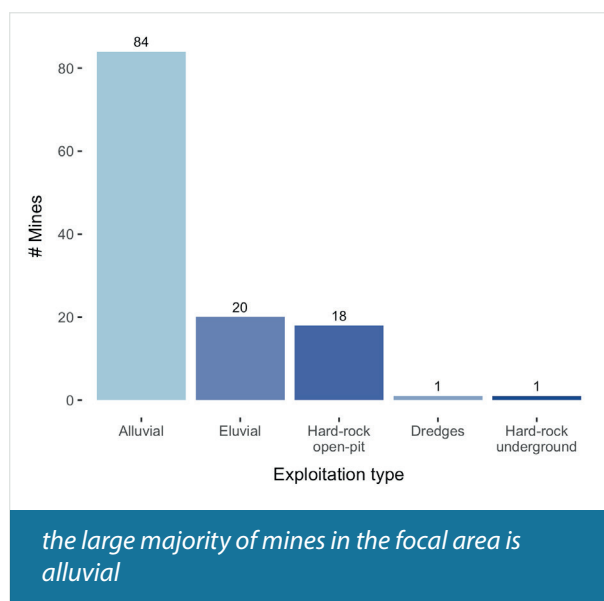 84
80
60
# Mines
40
20
18
20
1
1
0
Alluvial
Eluvial
Hard-rock
open-pit
Dredges
Hard-rock
underground
Exploitation type
the large majority of mines in the focal area is
alluvial